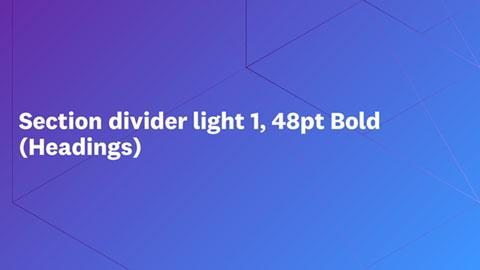 Section divider light 1, 48pt Bold
(Headings)